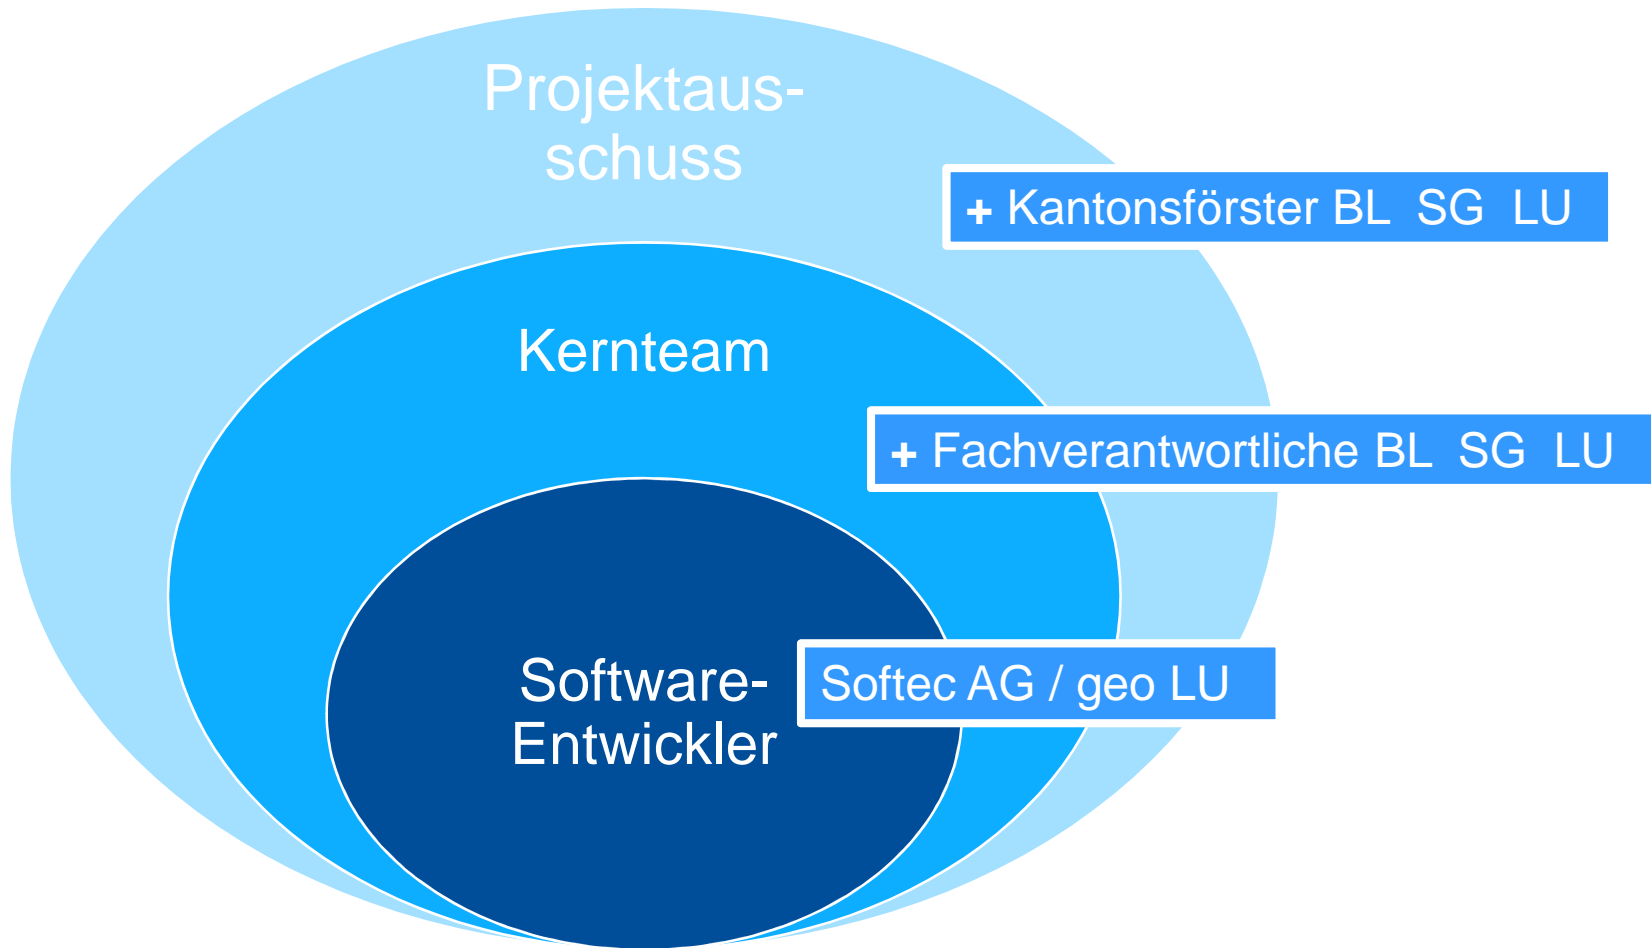 Projektaus-
schuss
+ Kantonsförster BL SG LU
Kernteam
+ Fachverantwortliche BL SG LU
Software-
Entwickler
Softec AG / geo LU